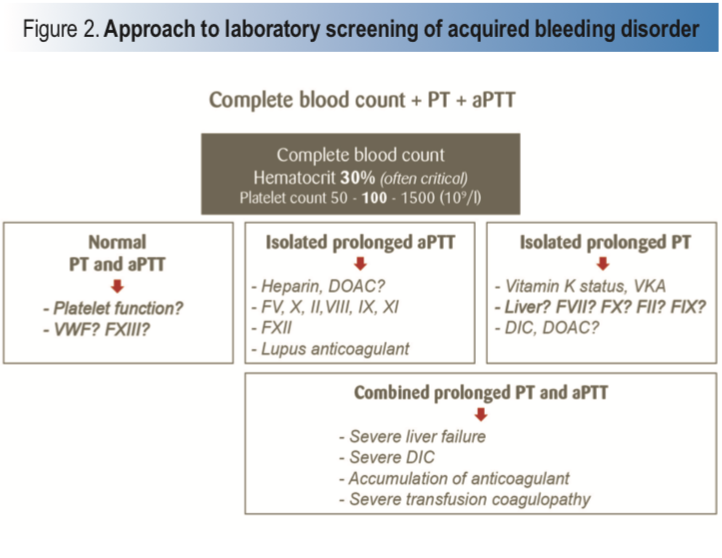 Figure 2. Approach to laboratory screening of acquired bleeding disorder
Complete blood count + PT + aPTT
Complete blood count
Hematocrit 30% (often critical)
Platelet count 50 - 100 - 1500 (10⁹/l)
Normal
PT and aPTT
- Platelet function?
- VWF? FXIII?
Isolated prolonged aPTT
- Heparin, DOAC?
- FV, X, II,VIII, IX, XI
- FXII
- Lupus anticoagulant
Isolated prolonged PT
- Vitamin K status, VKA
- Liver? FVII? FX? FII? FIX?
- DIC, DOAC?
Combined prolonged PT and aPTT
- Severe liver failure
- Severe DIC
- Accumulation of anticoagulant
- Severe transfusion coagulopathy